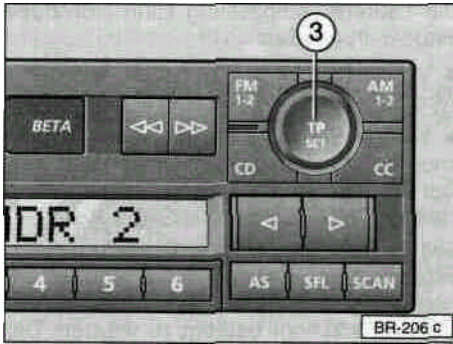 3
FM
1-2
AM
1-2
BETA
TP
SET
CD
CC
NDR 2
4 5 6
AS SFL SCAN
BR-206 c